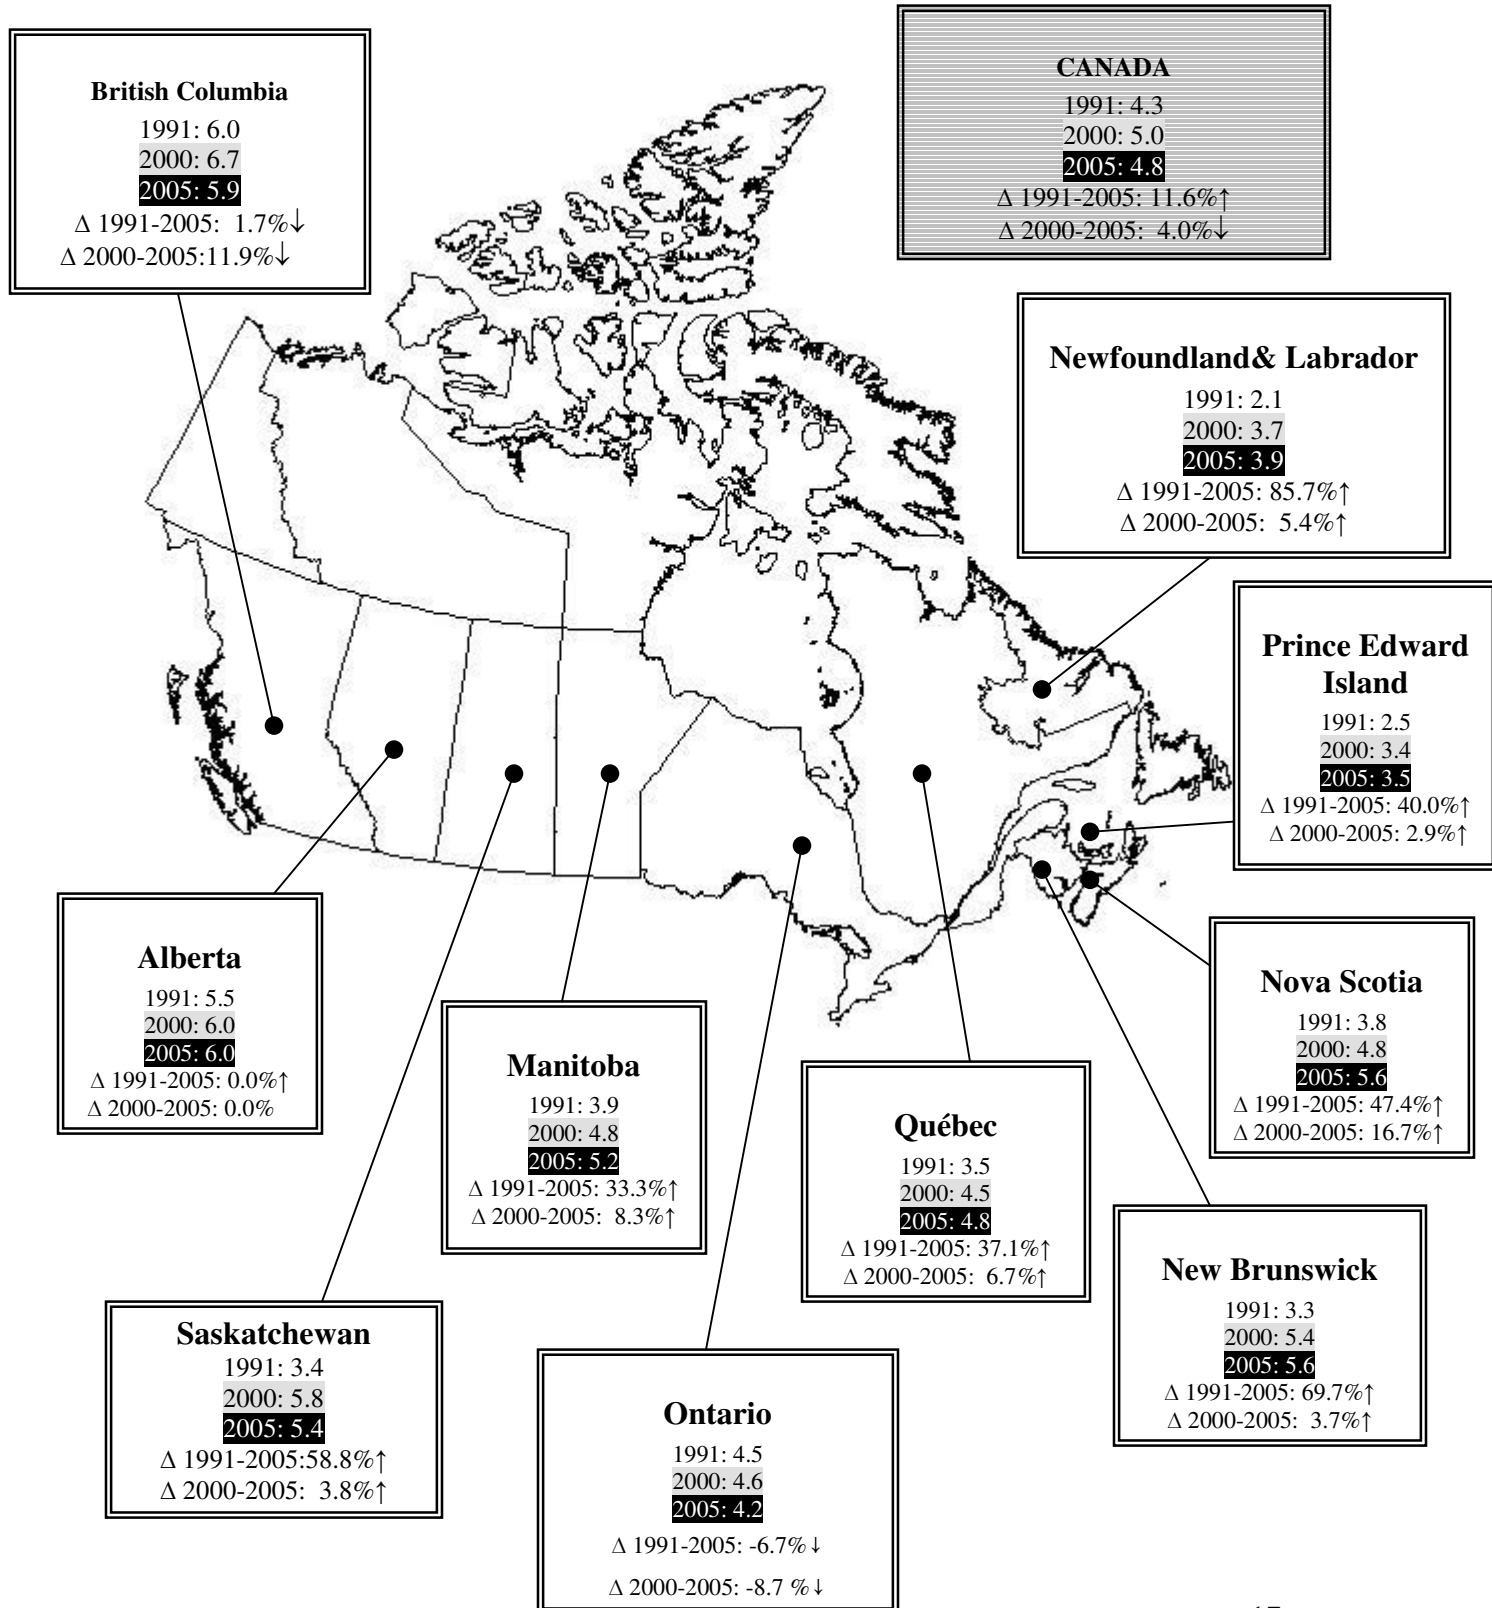 British Columbia
1991: 6.0
2000: 6.7
2005: 5.9
Δ 1991-2005: 1.7%↓
Δ 2000-2005:11.9%↓
CANADA
1991: 4.3
2000: 5.0
2005: 4.8
Δ 1991-2005: 11.6%↑
Δ 2000-2005: 4.0%↓
Newfoundland& Labrador
1991: 2.1
2000: 3.7
2005: 3.9
Δ 1991-2005: 85.7%↑
Δ 2000-2005: 5.4%↑
Prince Edward
Island
1991: 2.5
2000: 3.4
2005: 3.5
Δ 1991-2005: 40.0%↑
Δ 2000-2005: 2.9%↑
Alberta
1991: 5.5
2000: 6.0
2005: 6.0
Δ 1991-2005: 0.0%↑
Δ 2000-2005: 0.0%
Manitoba
1991: 3.9
2000: 4.8
2005: 5.2
Δ 1991-2005: 33.3%↑
Δ 2000-2005: 8.3%↑
Québec
1991: 3.5
2000: 4.5
2005: 4.8
Δ 1991-2005: 37.1%↑
Δ 2000-2005: 6.7%↑
Nova Scotia
1991: 3.8
2000: 4.8
2005: 5.6
Δ 1991-2005: 47.4%↑
Δ 2000-2005: 16.7%↑
Saskatchewan
1991: 3.4
2000: 5.8
2005: 5.4
Δ 1991-2005:58.8%↑
Δ 2000-2005: 3.8%↑
Ontario
1991: 4.5
2000: 4.6
2005: 4.2
Δ 1991-2005: -6.7%↓
Δ 2000-2005: -8.7 %↓
New Brunswick
1991: 3.3
2000: 5.4
2005: 5.6
Δ 1991-2005: 69.7%↑
Δ 2000-2005: 3.7%↑